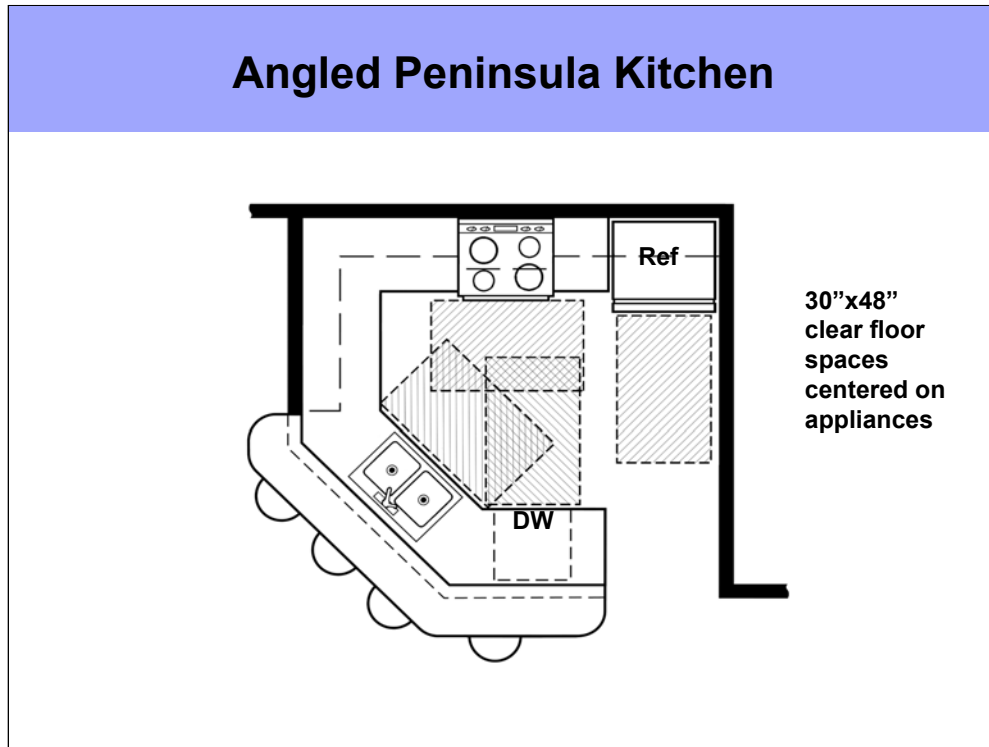 Angled Peninsula Kitchen
Ref
30”x48”
clear floor
spaces
centered on
appliances
DW